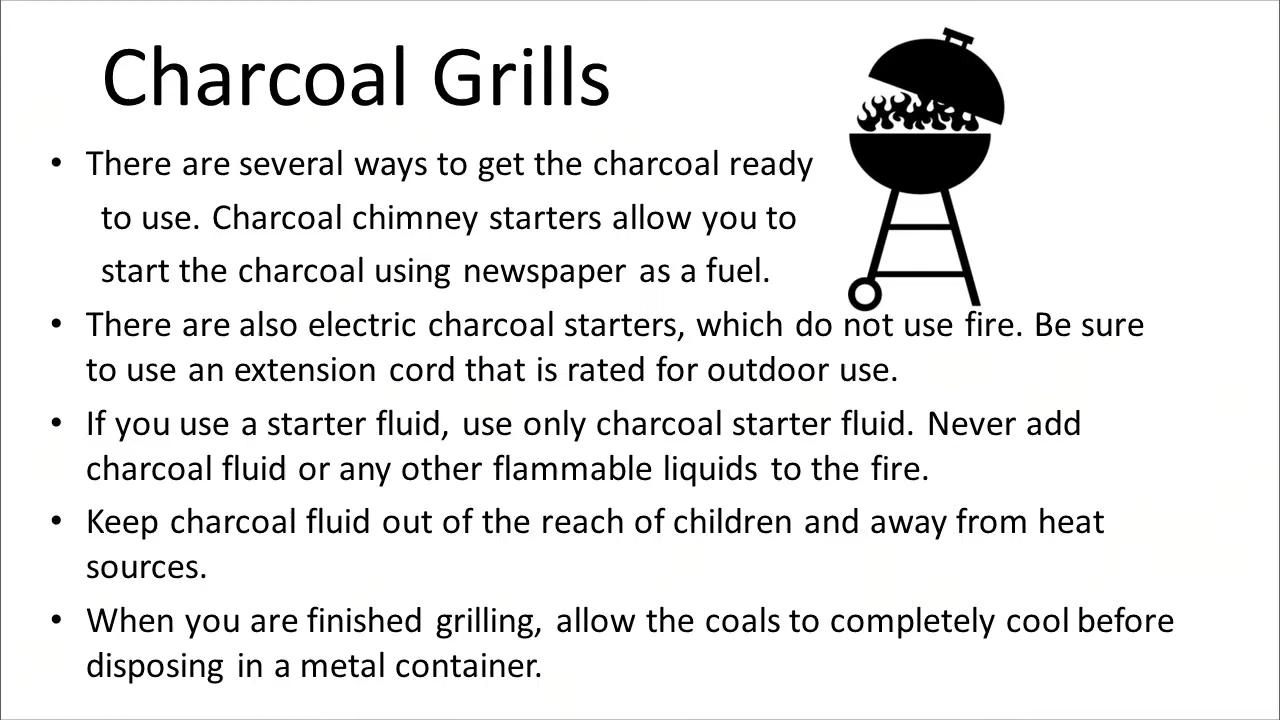 Charcoal Grills
• There are several ways to get the charcoal ready
to use. Charcoal chimney starters allow you to
start the charcoal using newspaper as a fuel.
• There are also electric charcoal starters, which do not use fire. Be sure
to use an extension cord that is rated for outdoor use.
• If you use a starter fluid, use only charcoal starter fluid. Never add
charcoal fluid or any other flammable liquids to the fire.
• Keep charcoal fluid out of the reach of children and away from heat
sources.
• When you are finished grilling, allow the coals to completely cool before
disposing in a metal container.